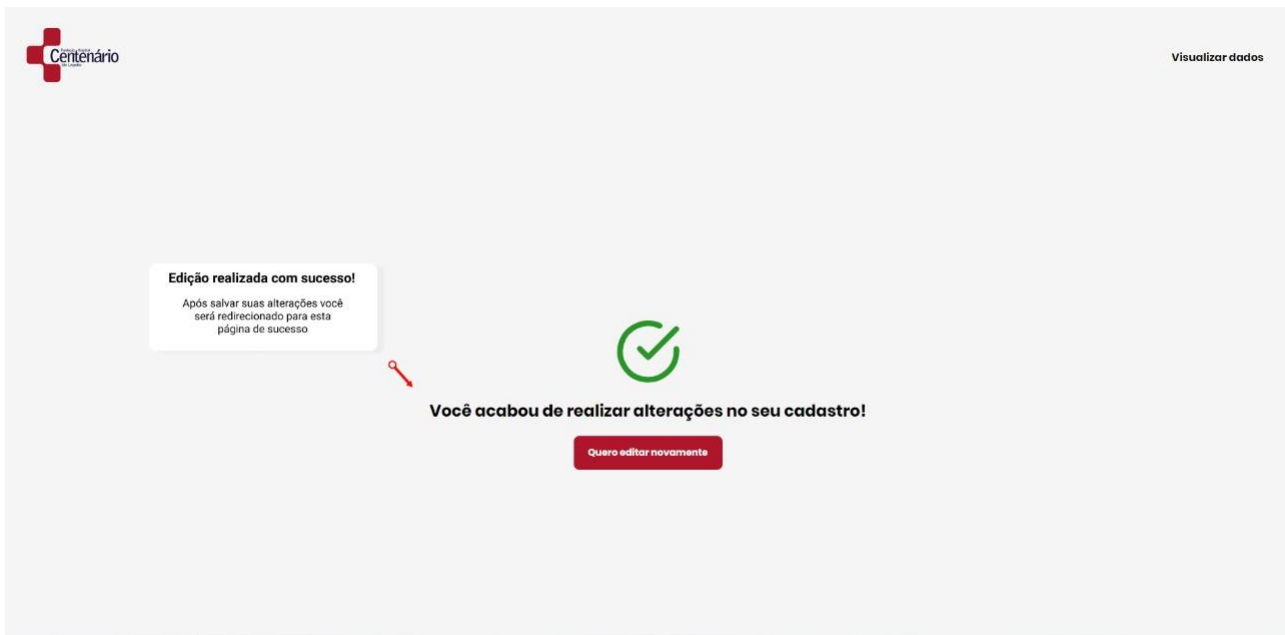 Centenário
Visualizar dados
Edição realizada com sucesso!
Após salvar suas alterações você
será redirecionado para esta
página de sucesso
Você acabou de realizar alterações no seu cadastro!
Quero editar novamente